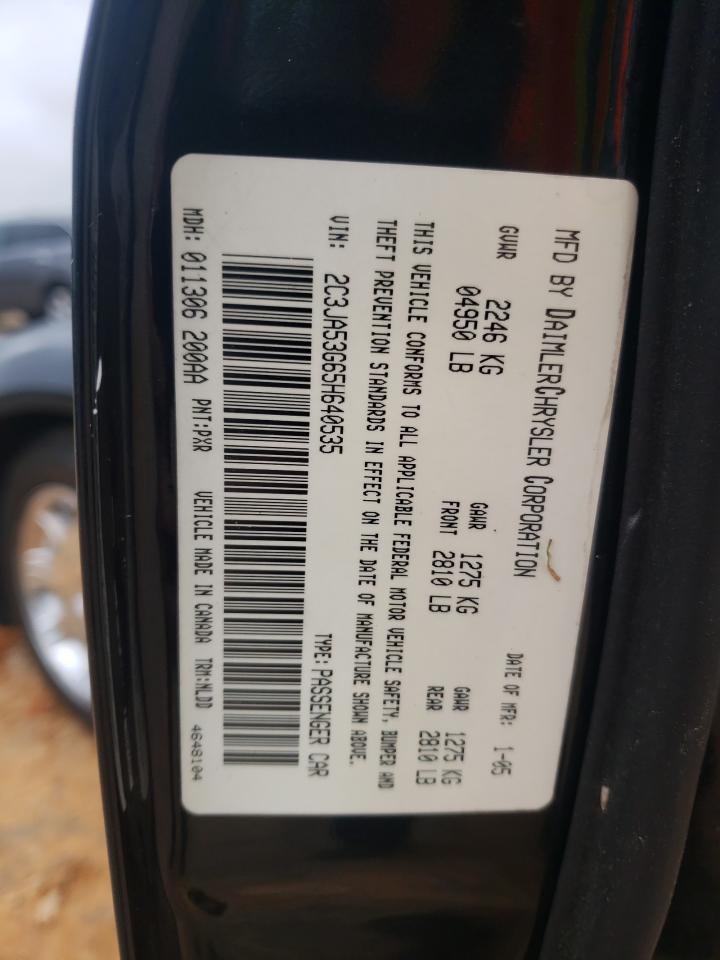 MFD BY DAIMLERCHRYSLER CORPORATION DATE OF MFR: 1-05
GVWR 2246 KG 04950 LB
GAWR FRONT 1275 KG 2810 LB
GAWR REAR 1275 KG 2810 LB
THIS VEHICLE CONFORMS TO ALL APPLICABLE FEDERAL MOTOR VEHICLE SAFETY, BUMPER AND
THEFT PREVENTION STANDARDS IN EFFECT ON THE DATE OF MANUFACTURE SHOWN ABOVE.
VIN: 2C3JA53G65H640535 TYPE: PASSENGER CAR
MDH: 011306 200AA PNT:PXR VEHICLE MADE IN CANADA TRM:NLDD
4648104